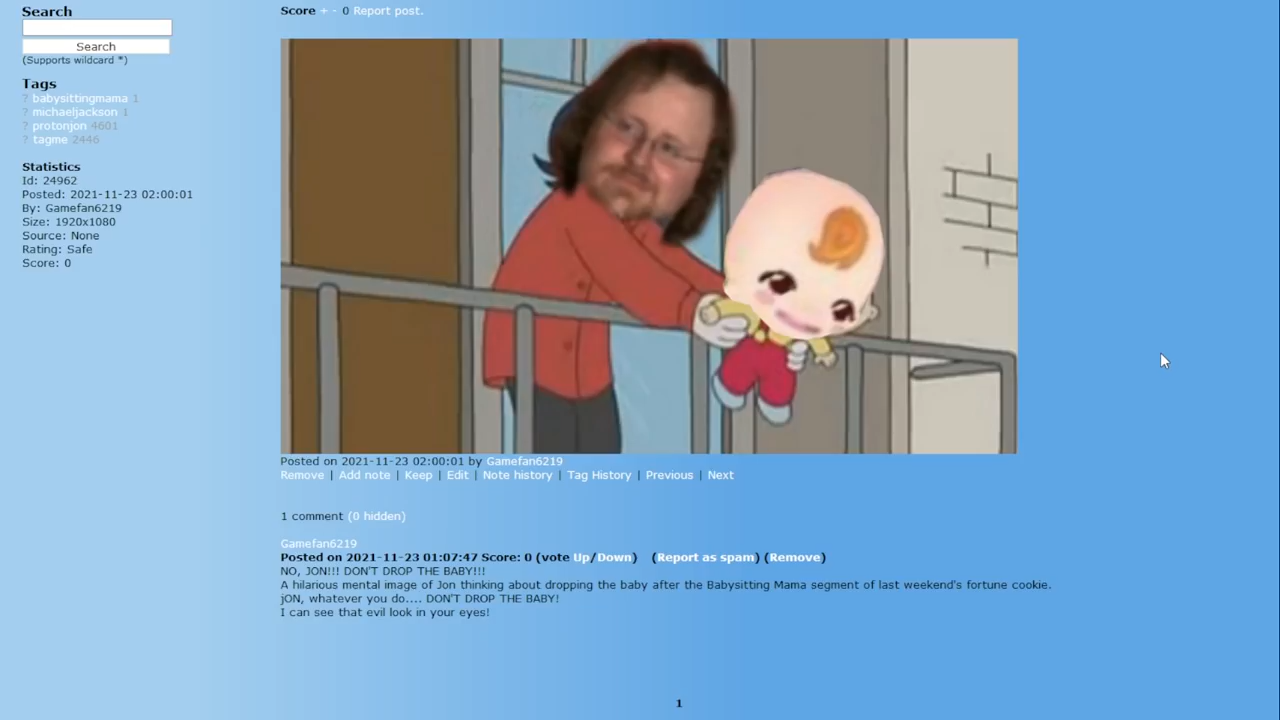 Search
Search
(Supports wildcard *)
Tags
? babysittingmama 1
? michaeljackson 1
? protonjon 4601
? tagme 2446
Statistics
Id: 24962
Posted: 2021-11-23 02:00:01
By: Gamefan6219
Size: 1920x1080
Source: None
Rating: Safe
Score: 0
Score + - 0 Report post.
Posted on 2021-11-23 02:00:01 by Gamefan6219
Remove | Add note | Keep | Edit | Note history | Tag History | Previous | Next
1 comment (0 hidden)
Gamefan6219
Posted on 2021-11-23 01:07:47 Score: 0 (vote Up/Down) (Report as spam) (Remove)
NO, JON!!! DON'T DROP THE BABY!!!
A hilarious mental image of Jon thinking about dropping the baby after the Babysitting Mama segment of last weekend's fortune cookie.
jON, whatever you do.... DON'T DROP THE BABY!
I can see that evil look in your eyes!
1